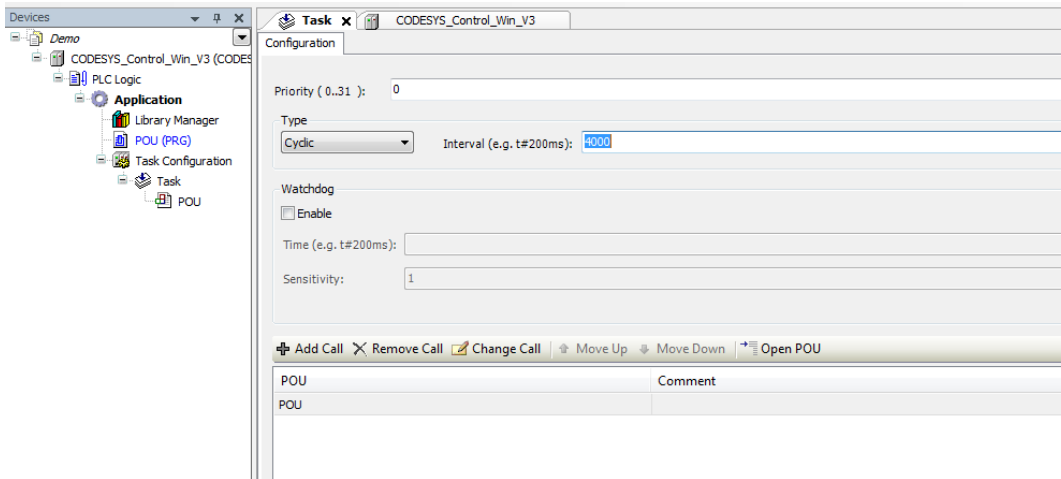 Devices
Demo
CODESYS_Control_Win_V3 (CODES
PLC Logic
Application
Library Manager
POU (PRG)
Task Configuration
Task
POU
Task
CODESYS_Control_Win_V3
Configuration
Priority ( 0..31 ): 0
Type
Cyclic Interval (e.g. t#200ms): 4000
Watchdog
Enable
Time (e.g. t#200ms):
Sensitivity: 1
Add Call Remove Call Change Call Move Up Move Down Open POU
POU Comment
POU